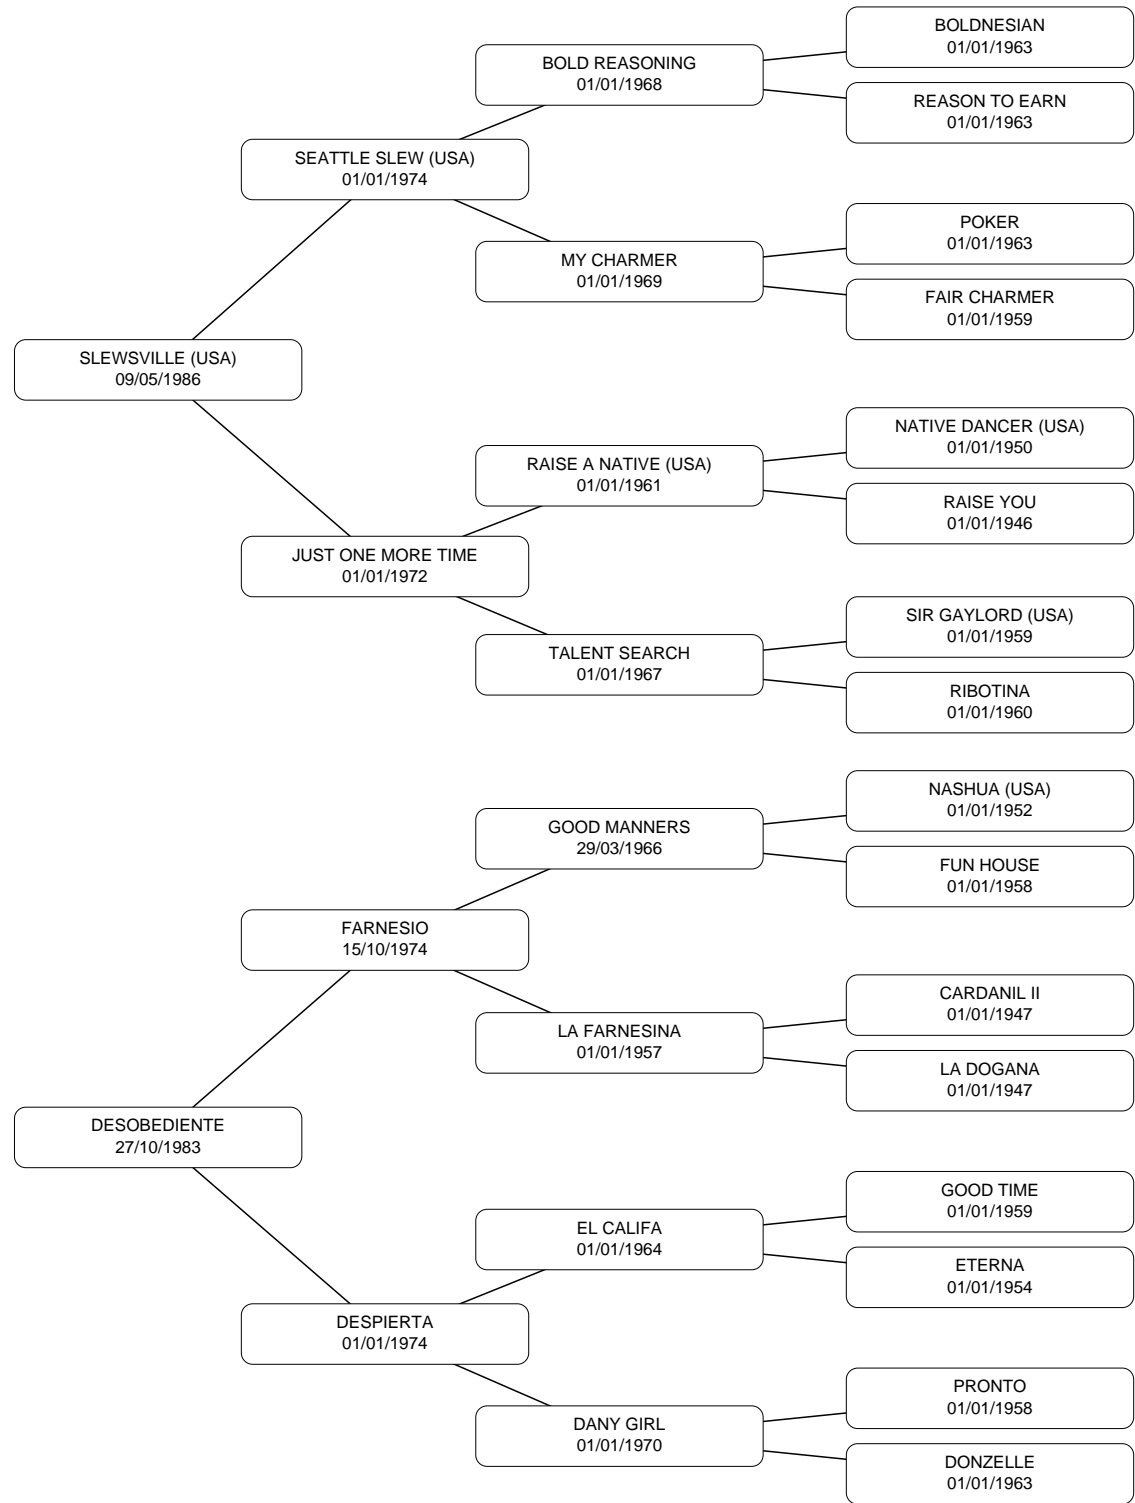 BOLDNESIAN
01/01/1963
BOLD REASONING
01/01/1968
REASON TO EARN
01/01/1963
SEATTLE SLEW (USA)
01/01/1974
POKER
01/01/1963
MY CHARMER
01/01/1969
FAIR CHARMER
01/01/1959
SLEWSVILLE (USA)
09/05/1986
NATIVE DANCER (USA)
01/01/1950
RAISE A NATIVE (USA)
01/01/1961
RAISE YOU
01/01/1946
JUST ONE MORE TIME
01/01/1972
SIR GAYLORD (USA)
01/01/1959
TALENT SEARCH
01/01/1967
RIBOTINA
01/01/1960
NASHUA (USA)
01/01/1952
GOOD MANNERS
29/03/1966
FUN HOUSE
01/01/1958
FARNESIO
15/10/1974
CARDANIL II
01/01/1947
LA FARNESINA
01/01/1957
LA DOGANA
01/01/1947
DESOBEDIENTE
27/10/1983
GOOD TIME
01/01/1959
EL CALIFA
01/01/1964
ETERNA
01/01/1954
DESPIERTA
01/01/1974
PRONTO
01/01/1958
DANY GIRL
01/01/1970
DONZELLE
01/01/1963